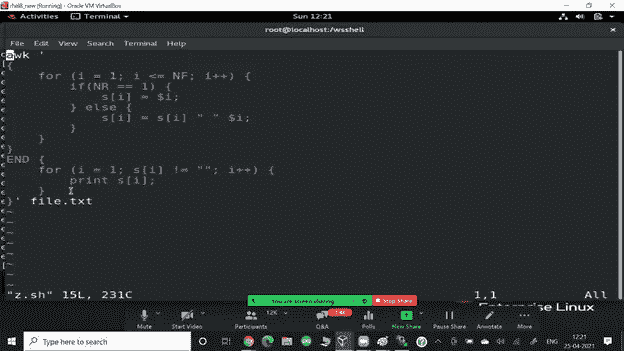 rhel8_new [Running] - Oracle VM VirtualBox
Activities Terminal Sun 12:21
root@localhost:/wsshell
File Edit View Search Terminal Help
awk '
{
for (i = 1; i <= NF; i++) {
if(NR == 1) {
s[i] = $i;
} else {
s[i] = s[i] " " $i;
}
}
}
END {
for (i = 1; s[i] != ""; i++) {
print s[i];
}
}' file.txt
~
~
~
~
~
~
~
"z.sh" 15L, 231C 1,1 All
You are screen sharing Stop Share
Enterprise Linux
Mute Start Video Participants Q&A Polls New Share Pause Share Annotate More
Type here to search ENG 12:21
25-04-2021